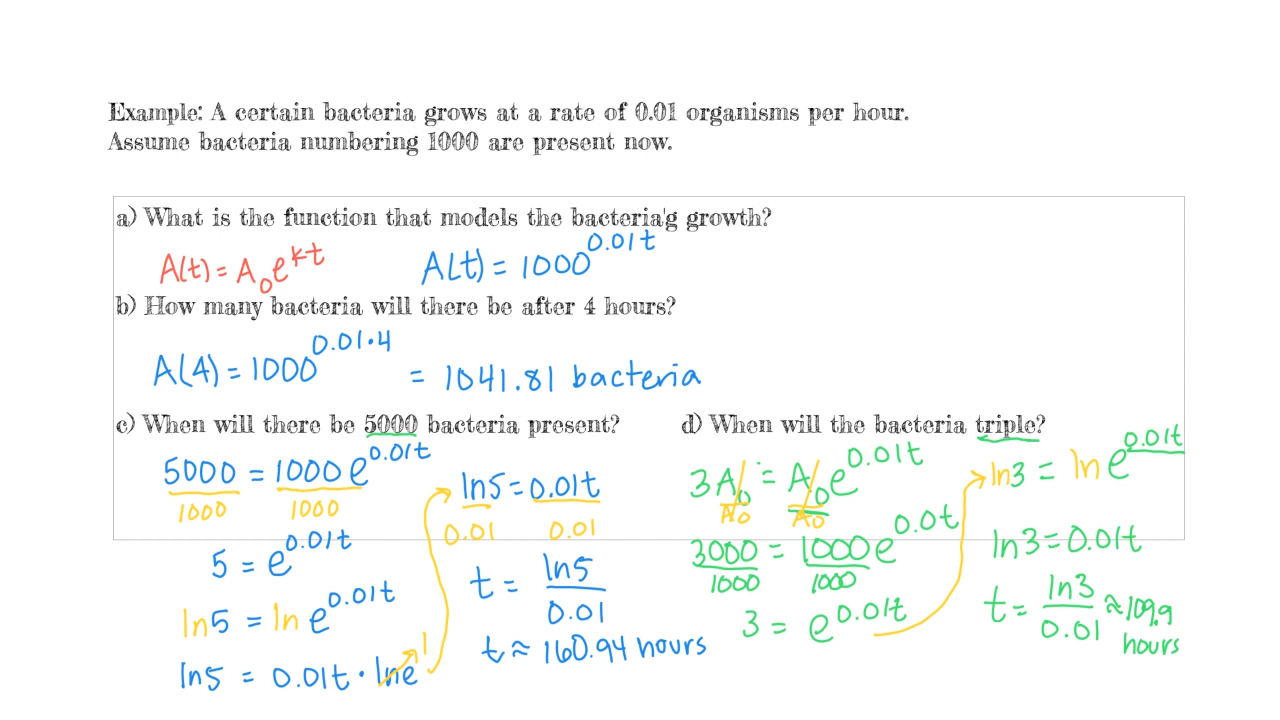 Example: A certain bacteria grows at a rate of 0.01 organisms per hour.
Assume bacteria numbering 1000 are present now.
a) What is the function that models the bacteria'g growth?
A(t) = A₀e^kt
A(t) = 1000^0.01t
b) How many bacteria will there be after 4 hours?
A(4) = 1000^0.01•4 = 1041.81 bacteria
c) When will there be 5000 bacteria present?
5000 = 1000e^0.01t
1000 1000
5 = e^0.01t
ln5 = ln e^0.01t
ln5 = 0.01t • lne 1
ln5 = 0.01t
0.01 0.01
t = ln5
0.01
t ≈ 160.94 hours
d) When will the bacteria triple?
3A₀ = A₀e^0.01t
A₀ A₀
3000 = 1000e^0.0t
1000 1000
3 = e^0.01t
ln3 = ln e^0.01t
ln3 = 0.01t
t = ln3 ≈ 109.9
0.01 hours